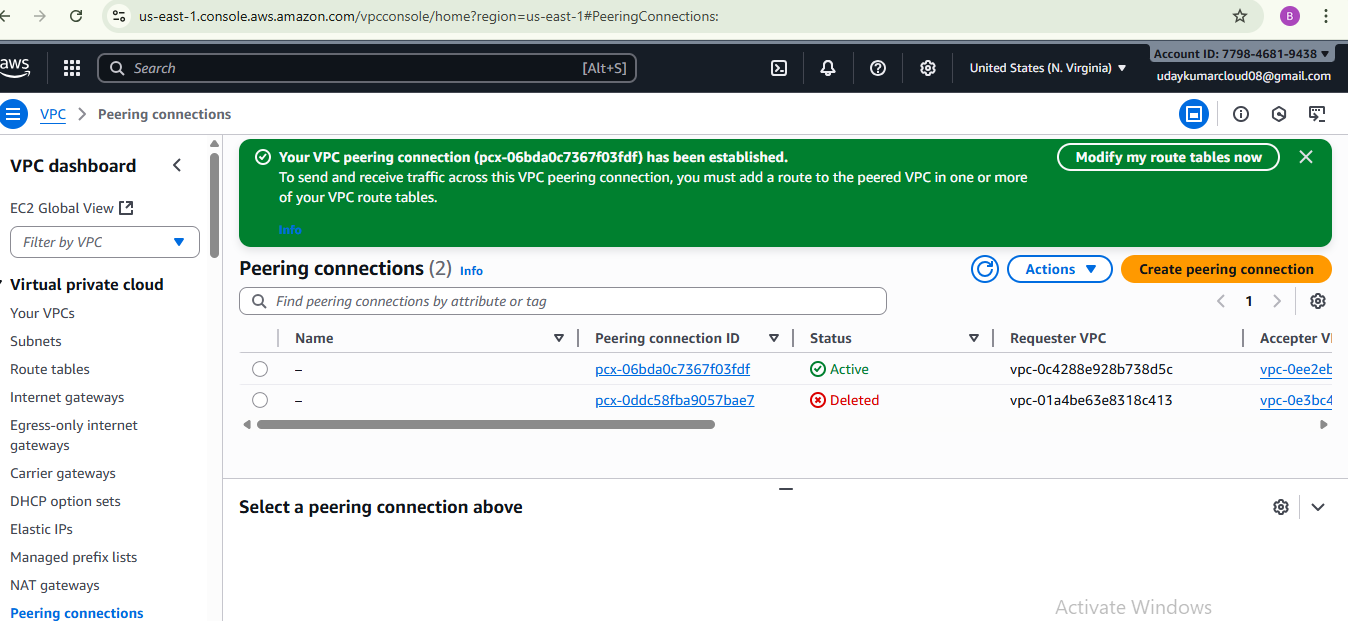 us-east-1.console.aws.amazon.com/vpcconsole/home?region=us-east-1#PeeringConnections:
B
aws
Search
[Alt+S]
United States (N. Virginia)
Account ID: 7798-4681-9438
udaykumarcloud08@gmail.com
VPC
Peering connections
VPC dashboard
EC2 Global View
Filter by VPC
Virtual private cloud
Your VPCs
Subnets
Route tables
Internet gateways
Egress-only internet
gateways
Carrier gateways
DHCP option sets
Elastic IPs
Managed prefix lists
NAT gateways
Peering connections
Your VPC peering connection (pcx-06bda0c7367f03fdf) has been established.
To send and receive traffic across this VPC peering connection, you must add a route to the peered VPC in one or more
of your VPC route tables.
Info
Modify my route tables now
Peering connections (2) Info
Actions
Create peering connection
Find peering connections by attribute or tag
1
Name Peering connection ID Status Requester VPC Accepter V
– pcx-06bda0c7367f03fdf Active vpc-0c4288e928b738d5c vpc-0ee2eb
– pcx-0ddc58fba9057bae7 Deleted vpc-01a4be63e8318c413 vpc-0e3bc4
Select a peering connection above
Activate Windows